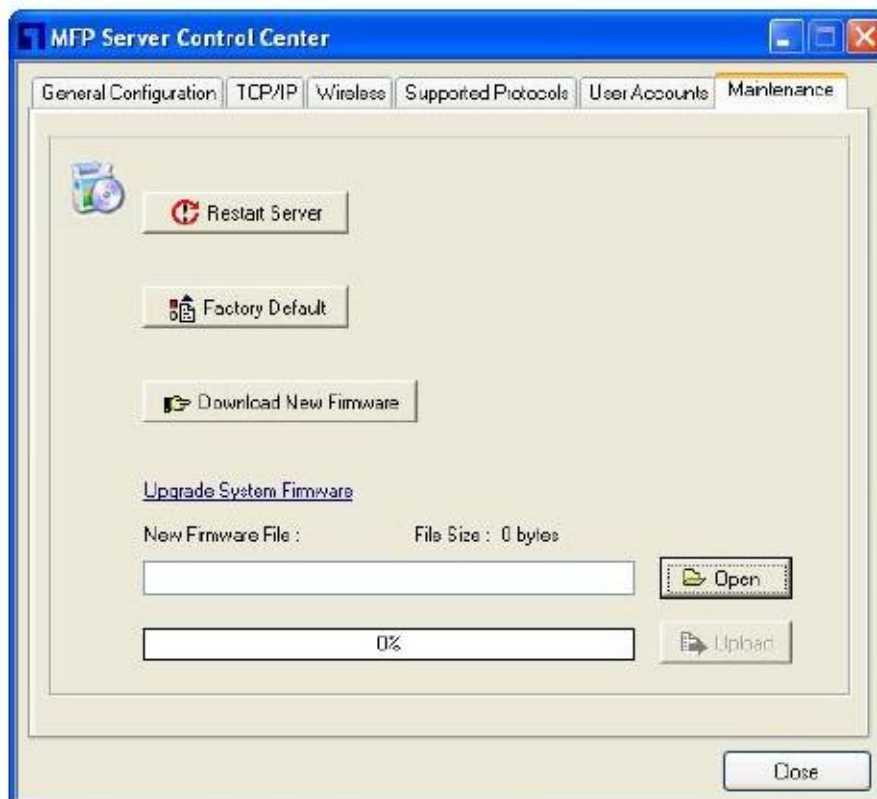 MFP Server Control Center
General Configuration TCP/IP Wireless Supported Protocols User Accounts Maintenance
Restart Server
Factory Default
Download New Firmware
Upgrade System Firmware
New Firmware File : File Size : 0 bytes
Open
0% Upload
Close